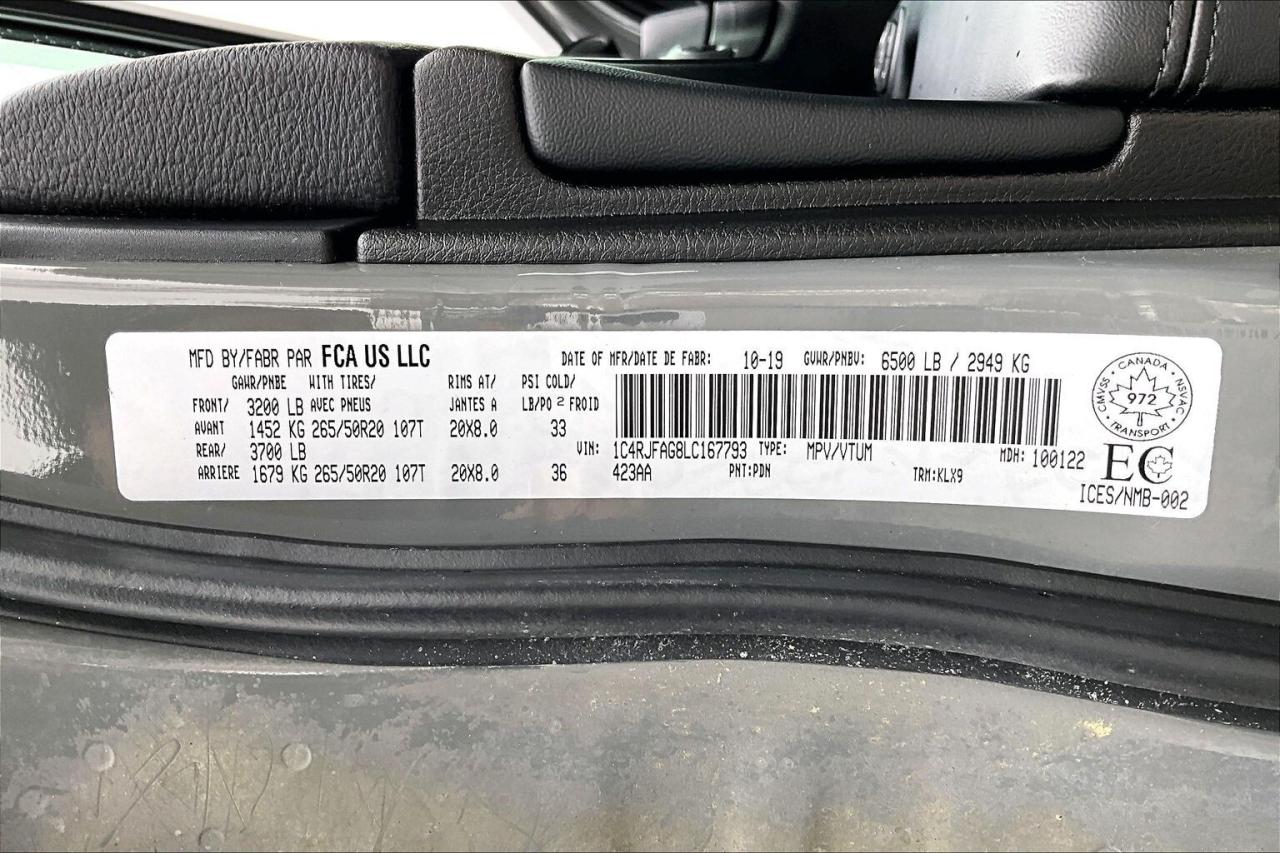 MFD BY/FABR PAR FCA US LLC DATE OF MFR/DATE DE FABR: 10-19 GVWR/PNBV: 6500 LB / 2949 KG
GAWR/PNBE WITH TIRES/ RIMS AT/ PSI COLD/
FRONT/ 3200 LB AVEC PNEUS JANTES A LB/PO 2 FROID
AVANT 1452 KG 265/50R20 107T 20X8.0 33
REAR/ 3700 LB VIN: 1C4RJFAG8LC167793 TYPE: MPV/VTUM MDH: 100122
ARRIERE 1679 KG 265/50R20 107T 20X8.0 36 423AA PNT:PDN TRM:KLX9
CANADA
CMVSS 972 NSVAC
TRANSPORT
EC
ICES/NMB-002